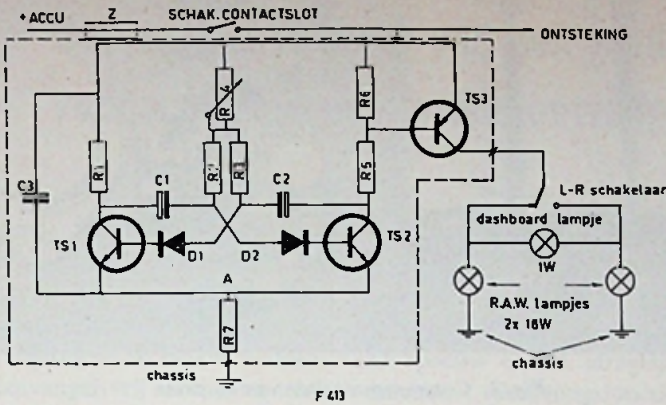 + ACCU
Z
SCHAK. CONTACTSLOT
ONTSTEKING
R 4
R6
TS3
C3
R1
C1
R2
R3
C2
R5
L-R schakelaar
dashboard lampje
TS1
D1
D2
TS2
1W
A
R.A.W. lampjes
2x 18W
R7
chassis
chassis
F 413